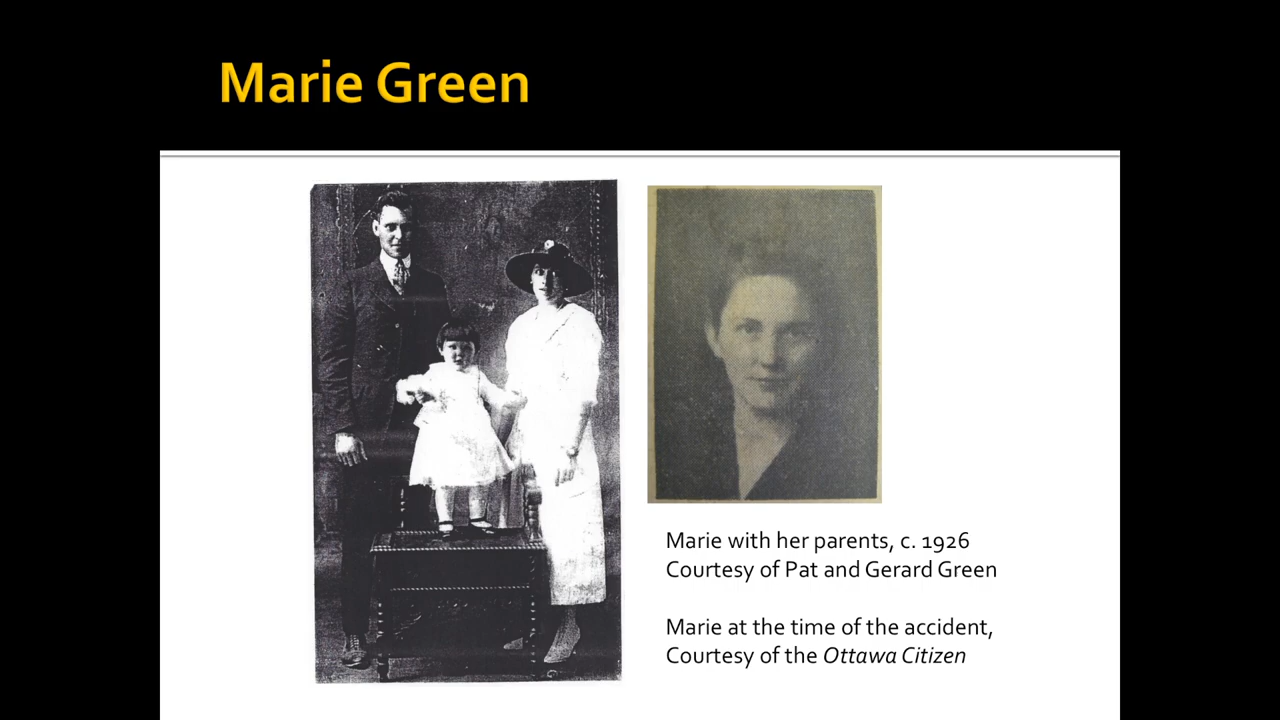 Marie Green
Marie with her parents, c. 1926
Courtesy of Pat and Gerard Green
Marie at the time of the accident,
Courtesy of the Ottawa Citizen